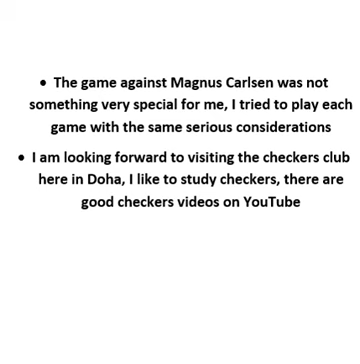 • The game against Magnus Carlsen was not
something very special for me, I tried to play each
game with the same serious considerations
• I am looking forward to visiting the checkers club
here in Doha, I like to study checkers, there are
good checkers videos on YouTube